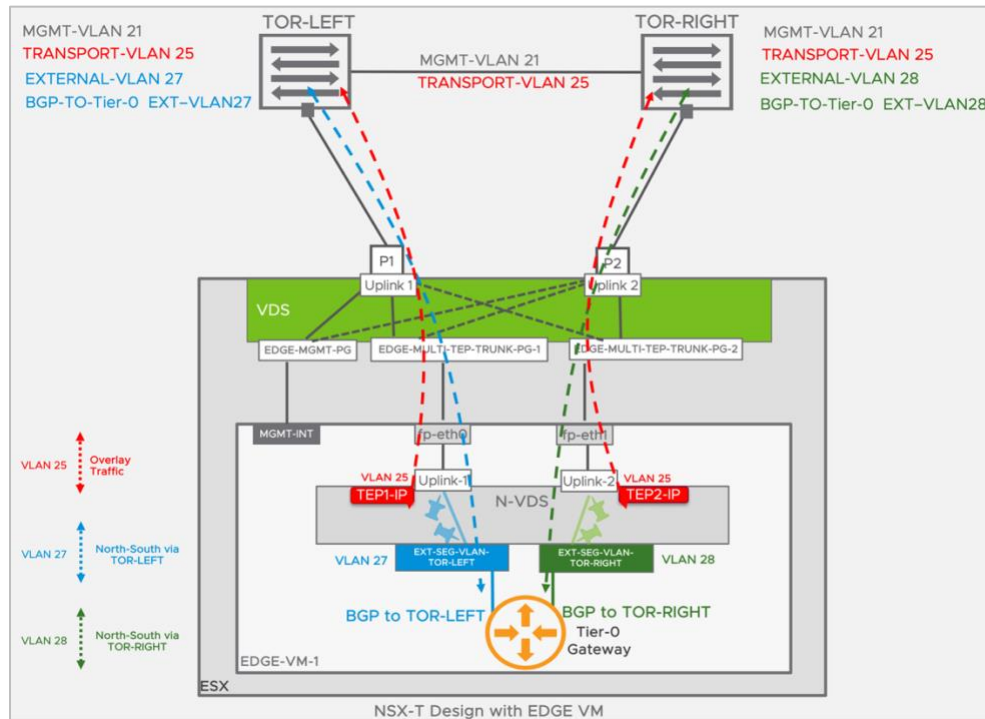 TOR-LEFT
TOR-RIGHT
MGMT-VLAN 21
TRANSPORT-VLAN 25
EXTERNAL-VLAN 27
BGP-TO-Tier-0 EXT–VLAN27
MGMT-VLAN 21
TRANSPORT-VLAN 25
MGMT-VLAN 21
TRANSPORT-VLAN 25
EXTERNAL-VLAN 28
BGP-TO-Tier-0 EXT–VLAN28
P1
P2
Uplink 1
Uplink 2
VDS
EDGE-MGMT-PG
EDGE-MULTI-TEP-TRUNK-PG-1
EDGE-MULTI-TEP-TRUNK-PG-2
MGMT-INT
fp-eth0
fp-eth1
VLAN 25
Overlay
Traffic
VLAN 25
Uplink-1
Uplink-2
VLAN 25
TEP1-IP
N-VDS
TEP2-IP
VLAN 27
North-South via
TOR-LEFT
VLAN 27
EXT-SEG-VLAN-
TOR-LEFT
EXT-SEG-VLAN-
TOR-RIGHT
VLAN 28
BGP to TOR-LEFT
BGP to TOR-RIGHT
Tier-0
Gateway
VLAN 28
North-South via
TOR-RIGHT
EDGE-VM-1
ESX
NSX-T Design with EDGE VM